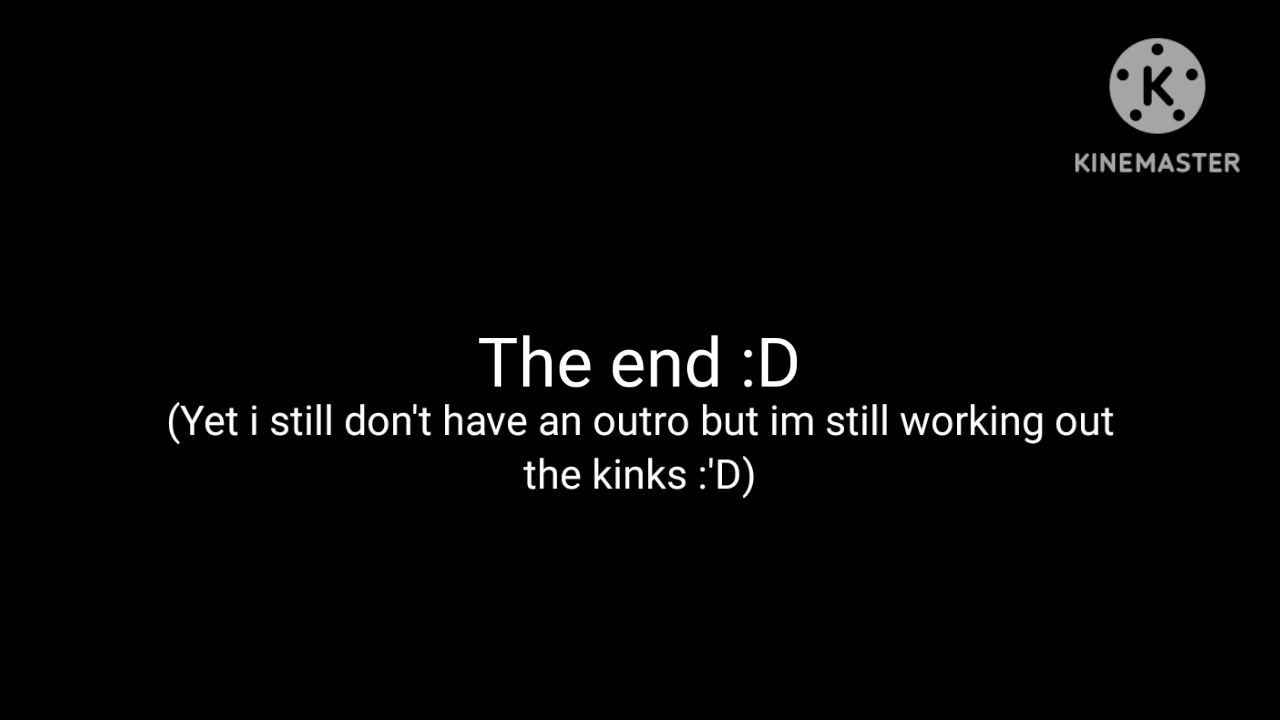 K
KINEMASTER
The end :D
(Yet i still don't have an outro but im still working out
the kinks :'D)